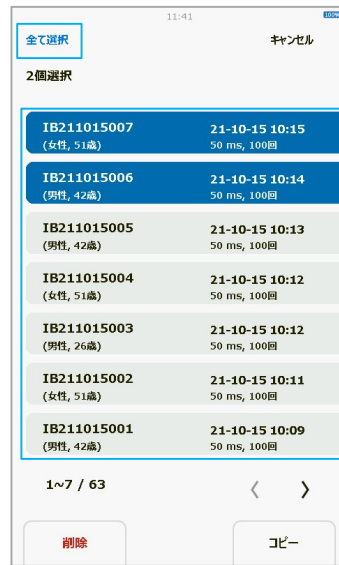 11:41 100%
全て選択 キャンセル
2個選択
IB211015007 21-10-15 10:15
(女性, 51歳) 50 ms, 100回
IB211015006 21-10-15 10:14
(男性, 42歳) 50 ms, 100回
IB211015005 21-10-15 10:13
(男性, 42歳) 50 ms, 100回
IB211015004 21-10-15 10:12
(女性, 51歳) 50 ms, 100回
IB211015003 21-10-15 10:12
(男性, 26歳) 50 ms, 100回
IB211015002 21-10-15 10:11
(女性, 51歳) 50 ms, 100回
IB211015001 21-10-15 10:09
(男性, 42歳) 50 ms, 100回
1~7 / 63 〈 〉
削除 コピー